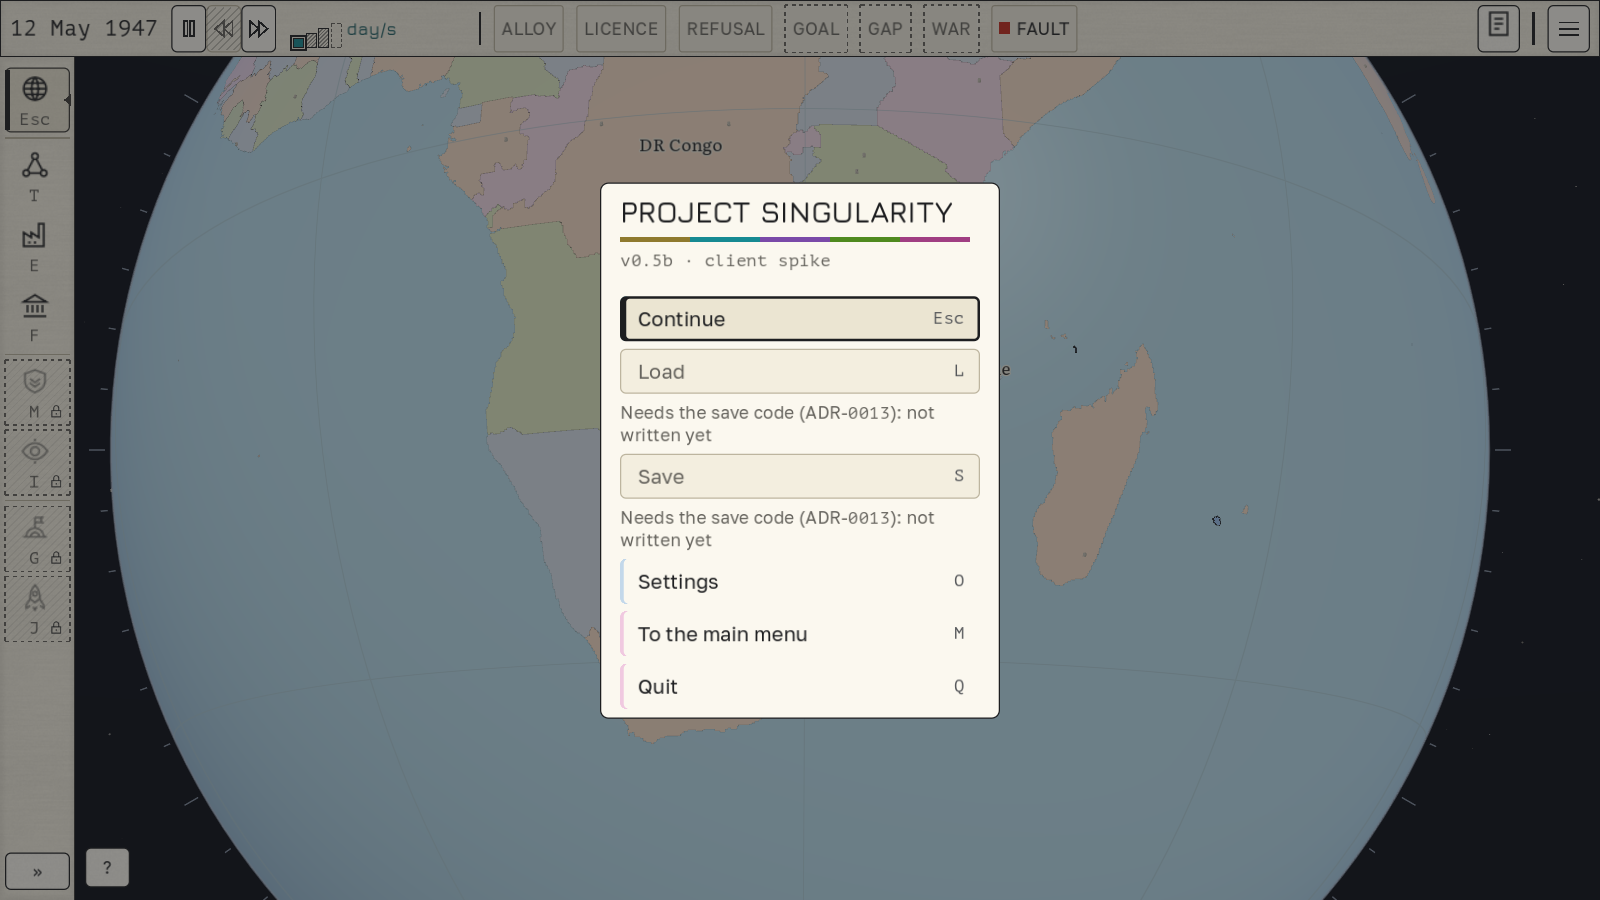 12 May 1947
day/s
ALLOY
LICENCE
REFUSAL
GOAL
GAP
WAR
FAULT
Esc
T
E
F
M
I
G
J
»
?
DR Congo
e
PROJECT SINGULARITY
v0.5b · client spike
Continue Esc
Load L
Needs the save code (ADR-0013): not
written yet
Save S
Needs the save code (ADR-0013): not
written yet
Settings O
To the main menu M
Quit Q